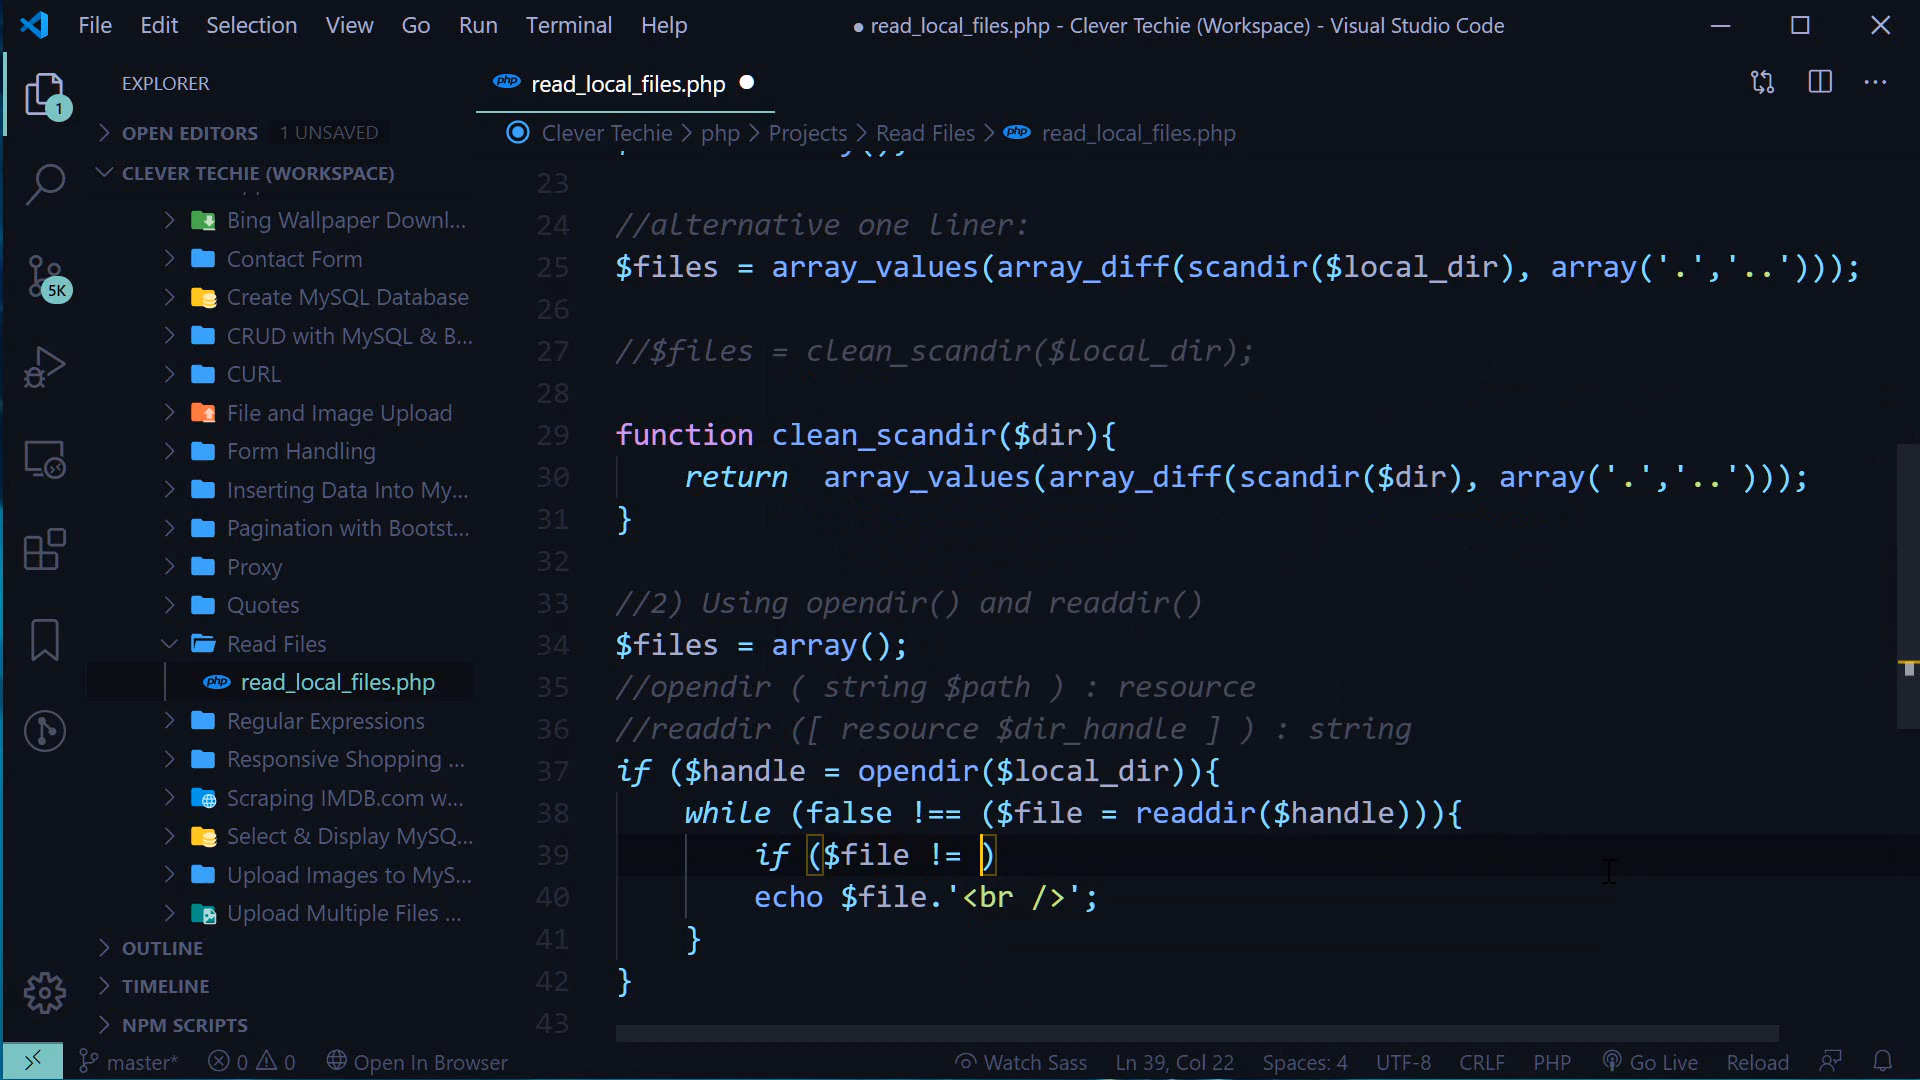 File Edit Selection View Go Run Terminal Help
● read_local_files.php - Clever Techie (Workspace) - Visual Studio Code
1
5K
EXPLORER
OPEN EDITORS 1 UNSAVED
CLEVER TECHIE (WORKSPACE)
Bing Wallpaper Downl...
Contact Form
Create MySQL Database
CRUD with MySQL & B...
CURL
File and Image Upload
Form Handling
Inserting Data Into My...
Pagination with Bootst...
Proxy
Quotes
Read Files
php read_local_files.php
Regular Expressions
Responsive Shopping ...
Scraping IMDB.com w...
Select & Display MySQ...
Upload Images to MyS...
Upload Multiple Files ...
OUTLINE
TIMELINE
NPM SCRIPTS
php read_local_files.php ●
Clever Techie > php > Projects > Read Files > php read_local_files.php
23
24 //alternative one liner:
25 $files = array_values(array_diff(scandir($local_dir), array('.','..')));
26
27 //$files = clean_scandir($local_dir);
28
29 function clean_scandir($dir){
30 return  array_values(array_diff(scandir($dir), array('.','..')));
31 }
32
33 //2) Using opendir() and readdir()
34 $files = array();
35 //opendir ( string $path ) : resource
36 //readdir ([ resource $dir_handle ] ) : string
37 if ($handle = opendir($local_dir)){
38 while (false !== ($file = readdir($handle))){
39 if ($file != )
40 echo $file.'<br />';
41 }
42 }
43
master* 0 0 Open In Browser Watch Sass Ln 39, Col 22 Spaces: 4 UTF-8 CRLF PHP Go Live Reload